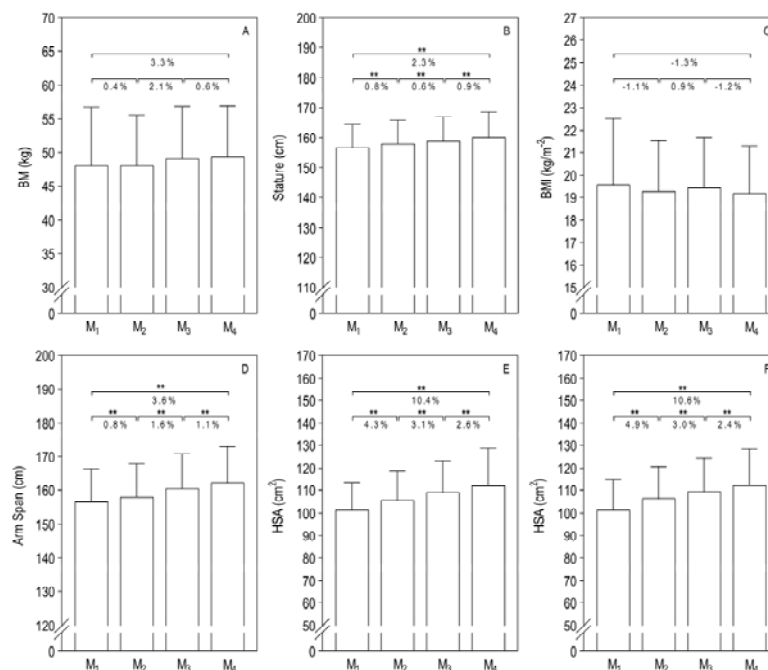 A
BM (kg)
70
65
60
55
50
45
40
35
30
0
3.3%
0.4% 2.1% 0.6%
M1 M2 M3 M4
B
Stature (cm)
200
190
180
170
160
150
140
130
120
110
0
**
2.3%
** ** **
0.8% 0.6% 0.9%
M1 M2 M3 M4
C
BMI (kg/m-2)
27
26
25
24
23
22
21
20
19
18
17
16
15
0
-1.3%
-1.1% 0.9% -1.2%
M1 M2 M3 M4
D
Arm Span (cm)
200
190
180
170
160
150
140
130
120
0
**
3.6%
** ** **
0.8% 1.6% 1.1%
M1 M2 M3 M4
E
HSA (cm2)
170
160
150
140
130
120
110
100
90
80
70
60
50
0
**
10.4%
** ** **
4.3% 3.1% 2.6%
M1 M2 M3 M4
F
HSA (cm2)
170
160
150
140
130
120
110
100
90
80
70
60
50
0
**
10.6%
** ** **
4.9% 3.0% 2.4%
M1 M2 M3 M4